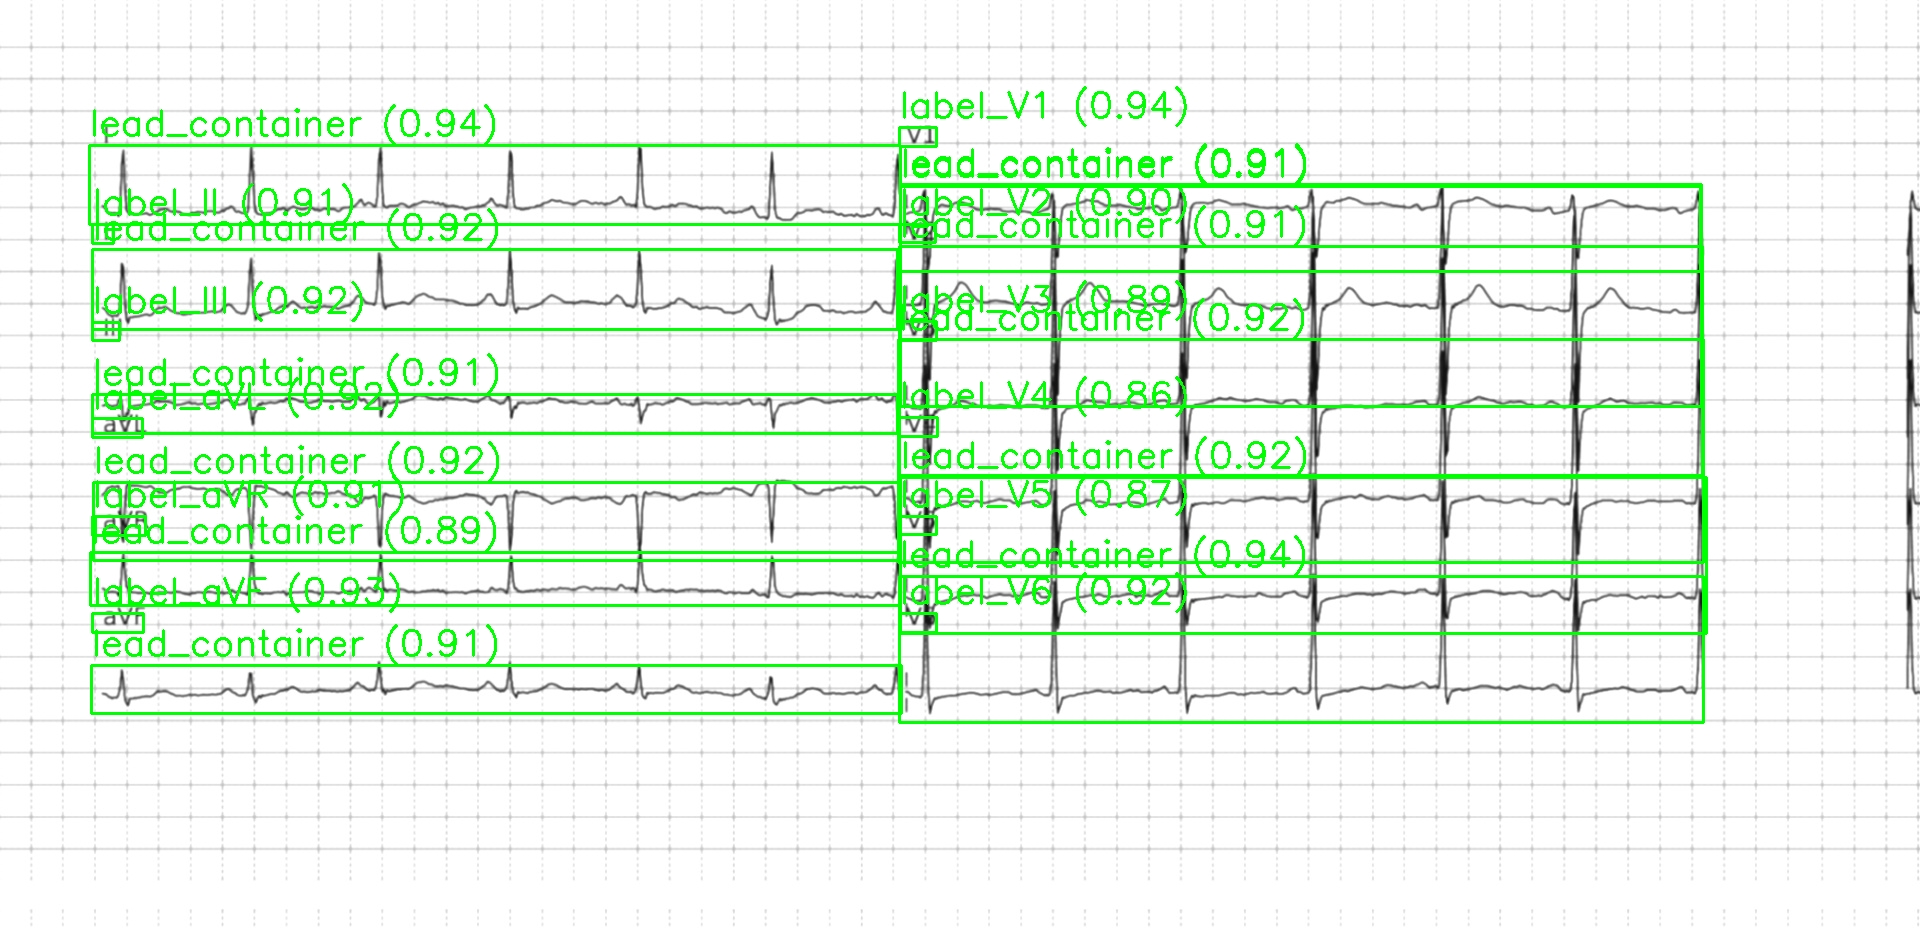 label_V1 (0.94)
lead_container (0.94)
I
V1
lead_container (0.91)
label_II (0.91)
label_V2 (0.90)
lead_container (0.92)
lead_container (0.91)
label_III (0.92)
label_V3 (0.89)
lead_container (0.92)
III
lead_container (0.91)
label_aVL (0.92)
label_V4 (0.86)
aVL
V4
lead_container (0.92)
lead_container (0.92)
label_aVR (0.91)
label_V5 (0.87)
aVR
V5
lead_container (0.89)
lead_container (0.94)
label_aVF (0.93)
label_V6 (0.92)
aVF
V6
lead_container (0.91)